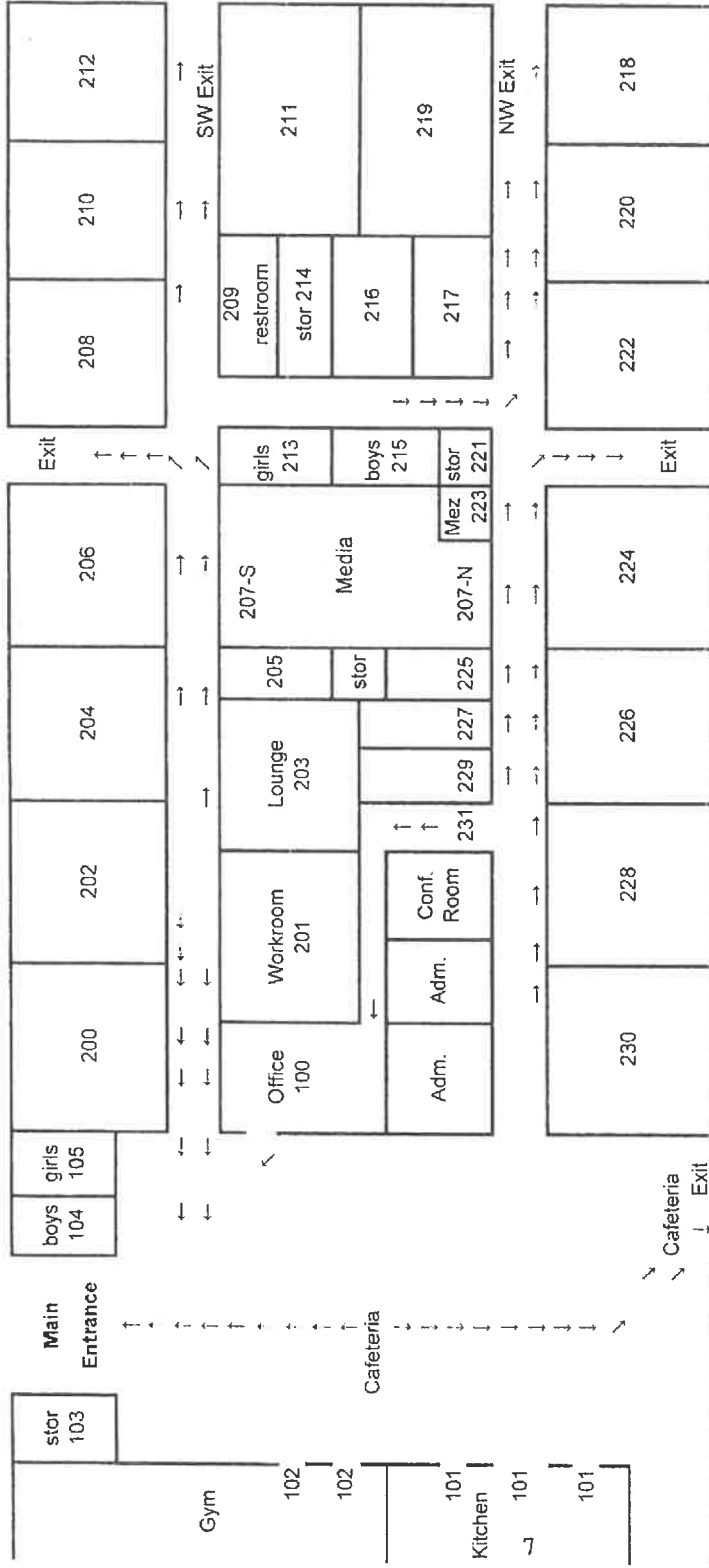 212
210
208
Exit
206
204
202
200
girls
105
boys
104
Main
Entrance
stor
103
SW Exit
211
219
209
restroom
stor 214
216
217
girls
213
boys
215
stor
221
Mez
223
207-S
Media
207-N
205
stor
225
Lounge
203
227
229
231
Workroom
201
Conf.
Room
Adm.
Adm.
Office
100
Cafeteria
Gym
102
102
Kitchen
101
101
101
7
NW Exit
218
220
222
Exit
224
226
228
230
Cafeteria
Exit